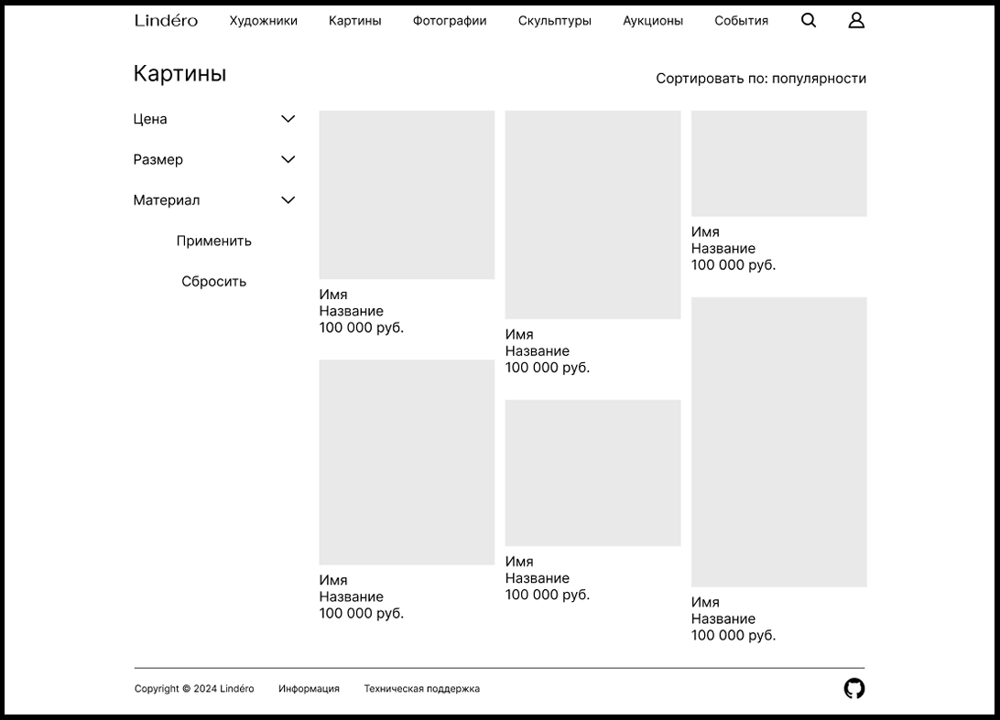 Lindéro Художники Картины Фотографии Скульптуры Аукционы События
Картины
Сортировать по: популярности
Цена
Размер
Материал
Применить
Сбросить
Имя
Название
100 000 руб.
Имя
Название
100 000 руб.
Имя
Название
100 000 руб.
Имя
Название
100 000 руб.
Имя
Название
100 000 руб.
Имя
Название
100 000 руб.
Copyright © 2024 Lindéro Информация Техническая поддержка